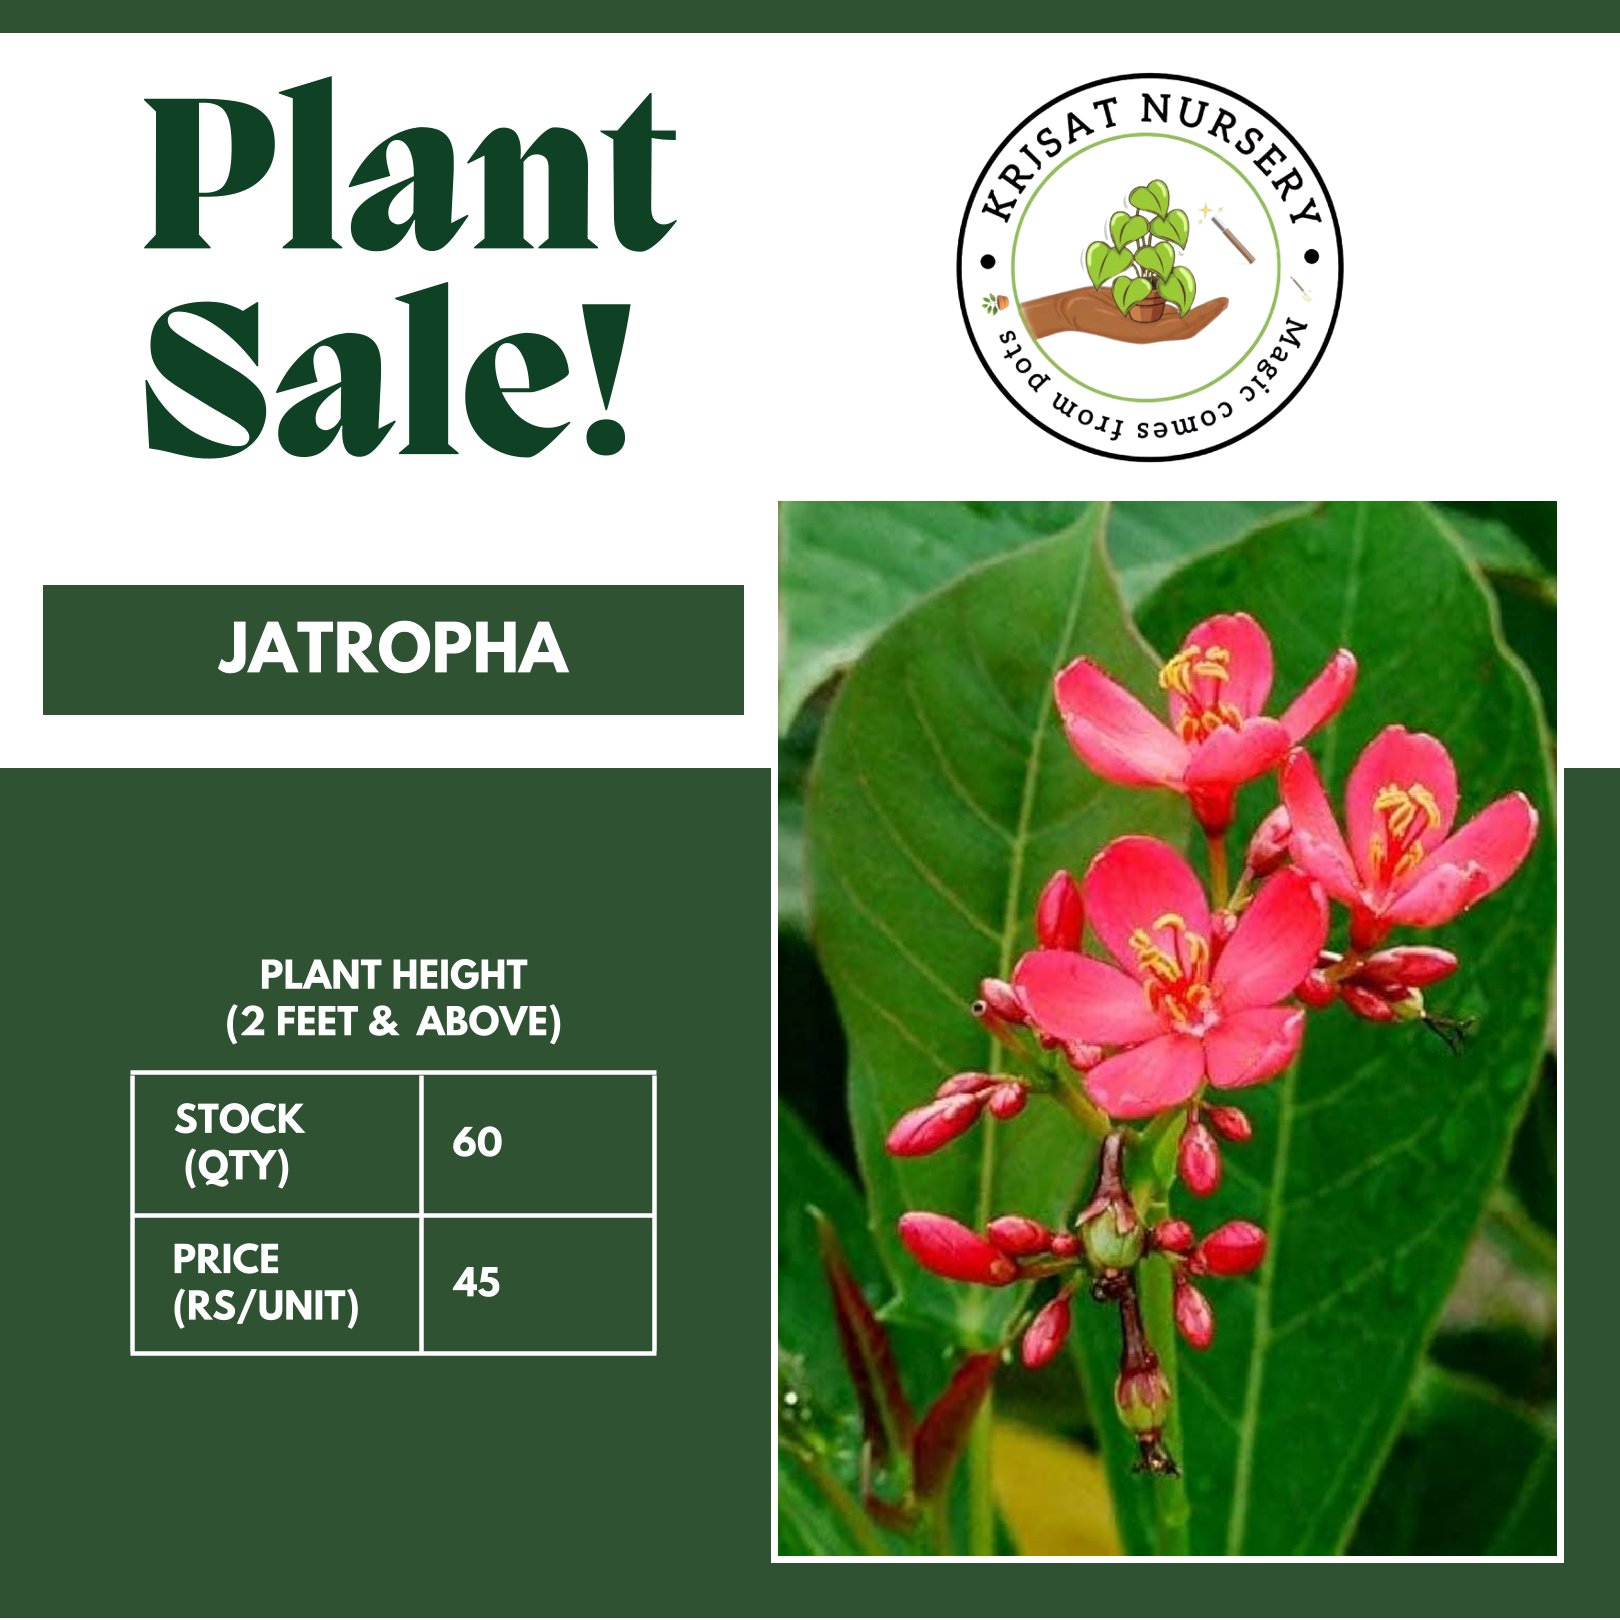 Plant
Sale!
KRJSAT NURSERY
Magic comes from pots
JATROPHA
PLANT HEIGHT
(2 FEET & ABOVE)
STOCK
(QTY)
60
PRICE
(RS/UNIT)
45